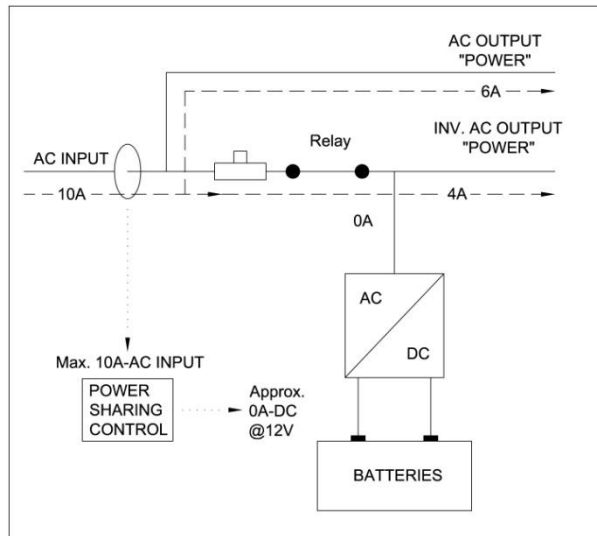 AC OUTPUT
"POWER"
6A
INV. AC OUTPUT
"POWER"
AC INPUT
Relay
10A
4A
0A
AC
DC
Max. 10A-AC INPUT
POWER
SHARING
CONTROL
Approx.
0A-DC
@12V
BATTERIES